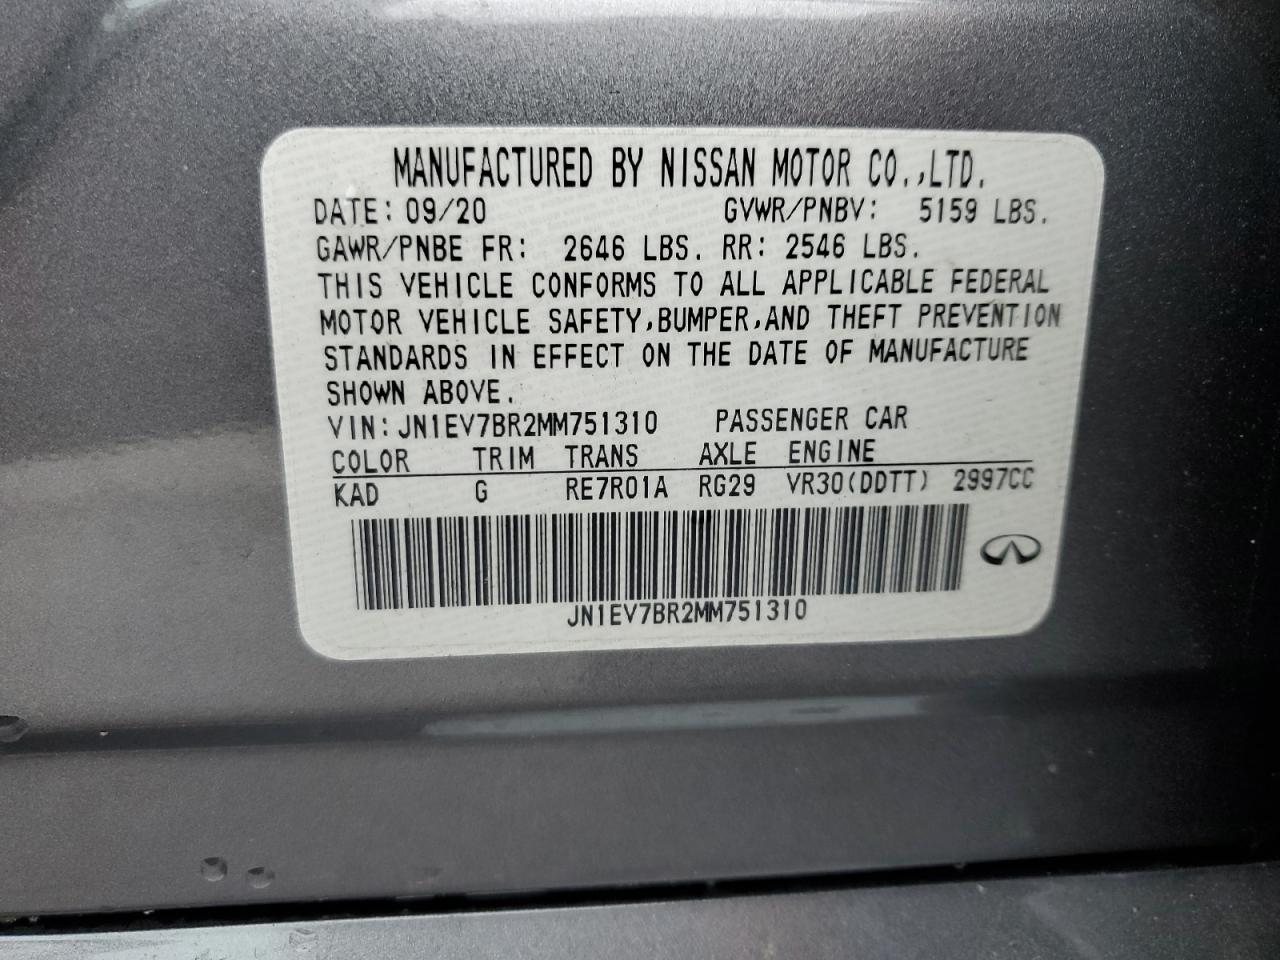 MANUFACTURED BY NISSAN MOTOR CO.,LTD.
DATE: 09/20 GVWR/PNBV: 5159 LBS.
GAWR/PNBE FR: 2646 LBS. RR: 2546 LBS.
THIS VEHICLE CONFORMS TO ALL APPLICABLE FEDERAL
MOTOR VEHICLE SAFETY,BUMPER,AND THEFT PREVENTION
STANDARDS IN EFFECT ON THE DATE OF MANUFACTURE
SHOWN ABOVE.
VIN: JN1EV7BR2MM751310 PASSENGER CAR
COLOR TRIM TRANS AXLE ENGINE
KAD G RE7R01A RG29 VR30(DDTT) 2997CC
JN1EV7BR2MM751310